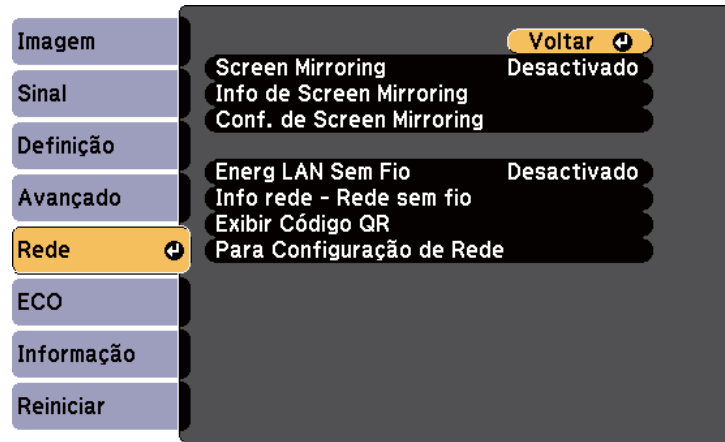 Imagem
Sinal
Definição
Avançado
Rede
ECO
Informação
Reiniciar
Voltar
Screen Mirroring Desactivado
Info de Screen Mirroring
Conf. de Screen Mirroring
Energ LAN Sem Fio Desactivado
Info rede - Rede sem fio
Exibir Código QR
Para Configuração de Rede